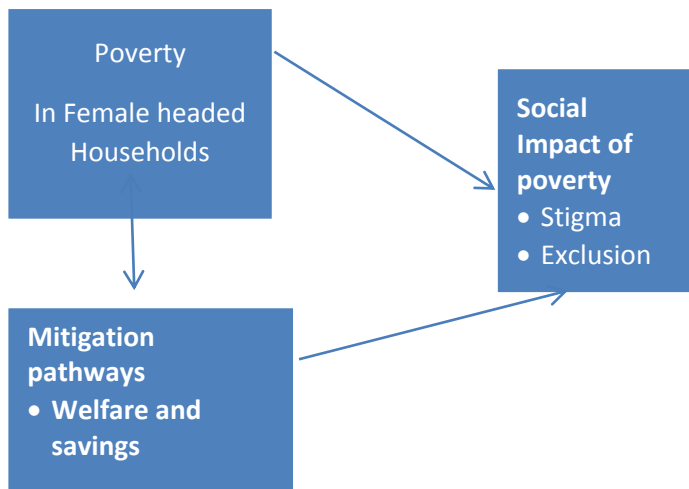 Poverty
In Female headed
Households
Social
Impact of
poverty
• Stigma
• Exclusion
Mitigation
pathways
• Welfare and
savings